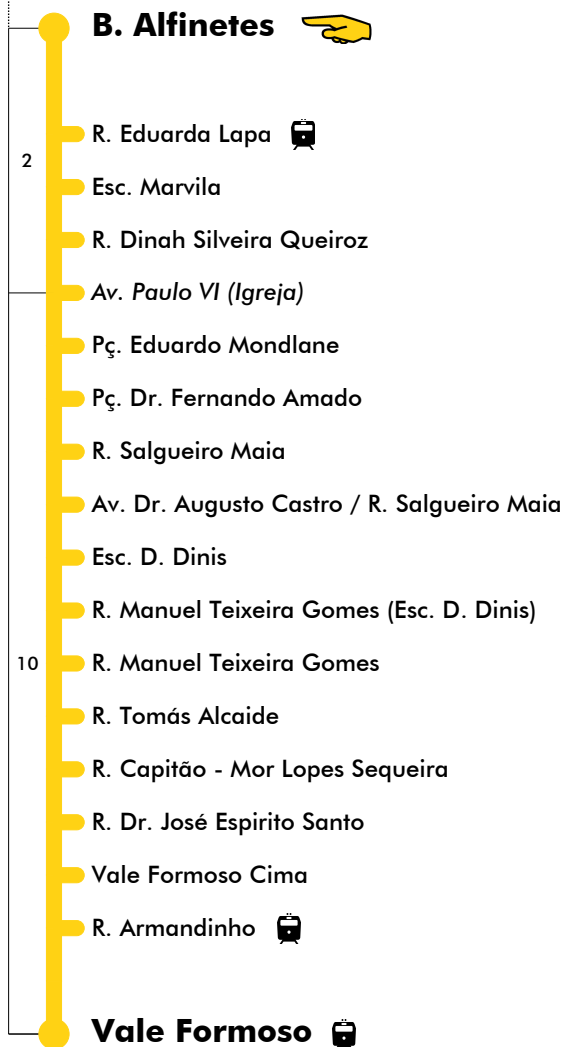 B. Alfinetes
R. Eduarda Lapa
2
Esc. Marvila
R. Dinah Silveira Queiroz
Av. Paulo VI (Igreja)
Pç. Eduardo Mondlane
Pç. Dr. Fernando Amado
R. Salgueiro Maia
Av. Dr. Augusto Castro / R. Salgueiro Maia
Esc. D. Dinis
R. Manuel Teixeira Gomes (Esc. D. Dinis)
10
R. Manuel Teixeira Gomes
R. Tomás Alcaide
R. Capitão - Mor Lopes Sequeira
R. Dr. José Espirito Santo
Vale Formoso Cima
R. Armandinho
Vale Formoso